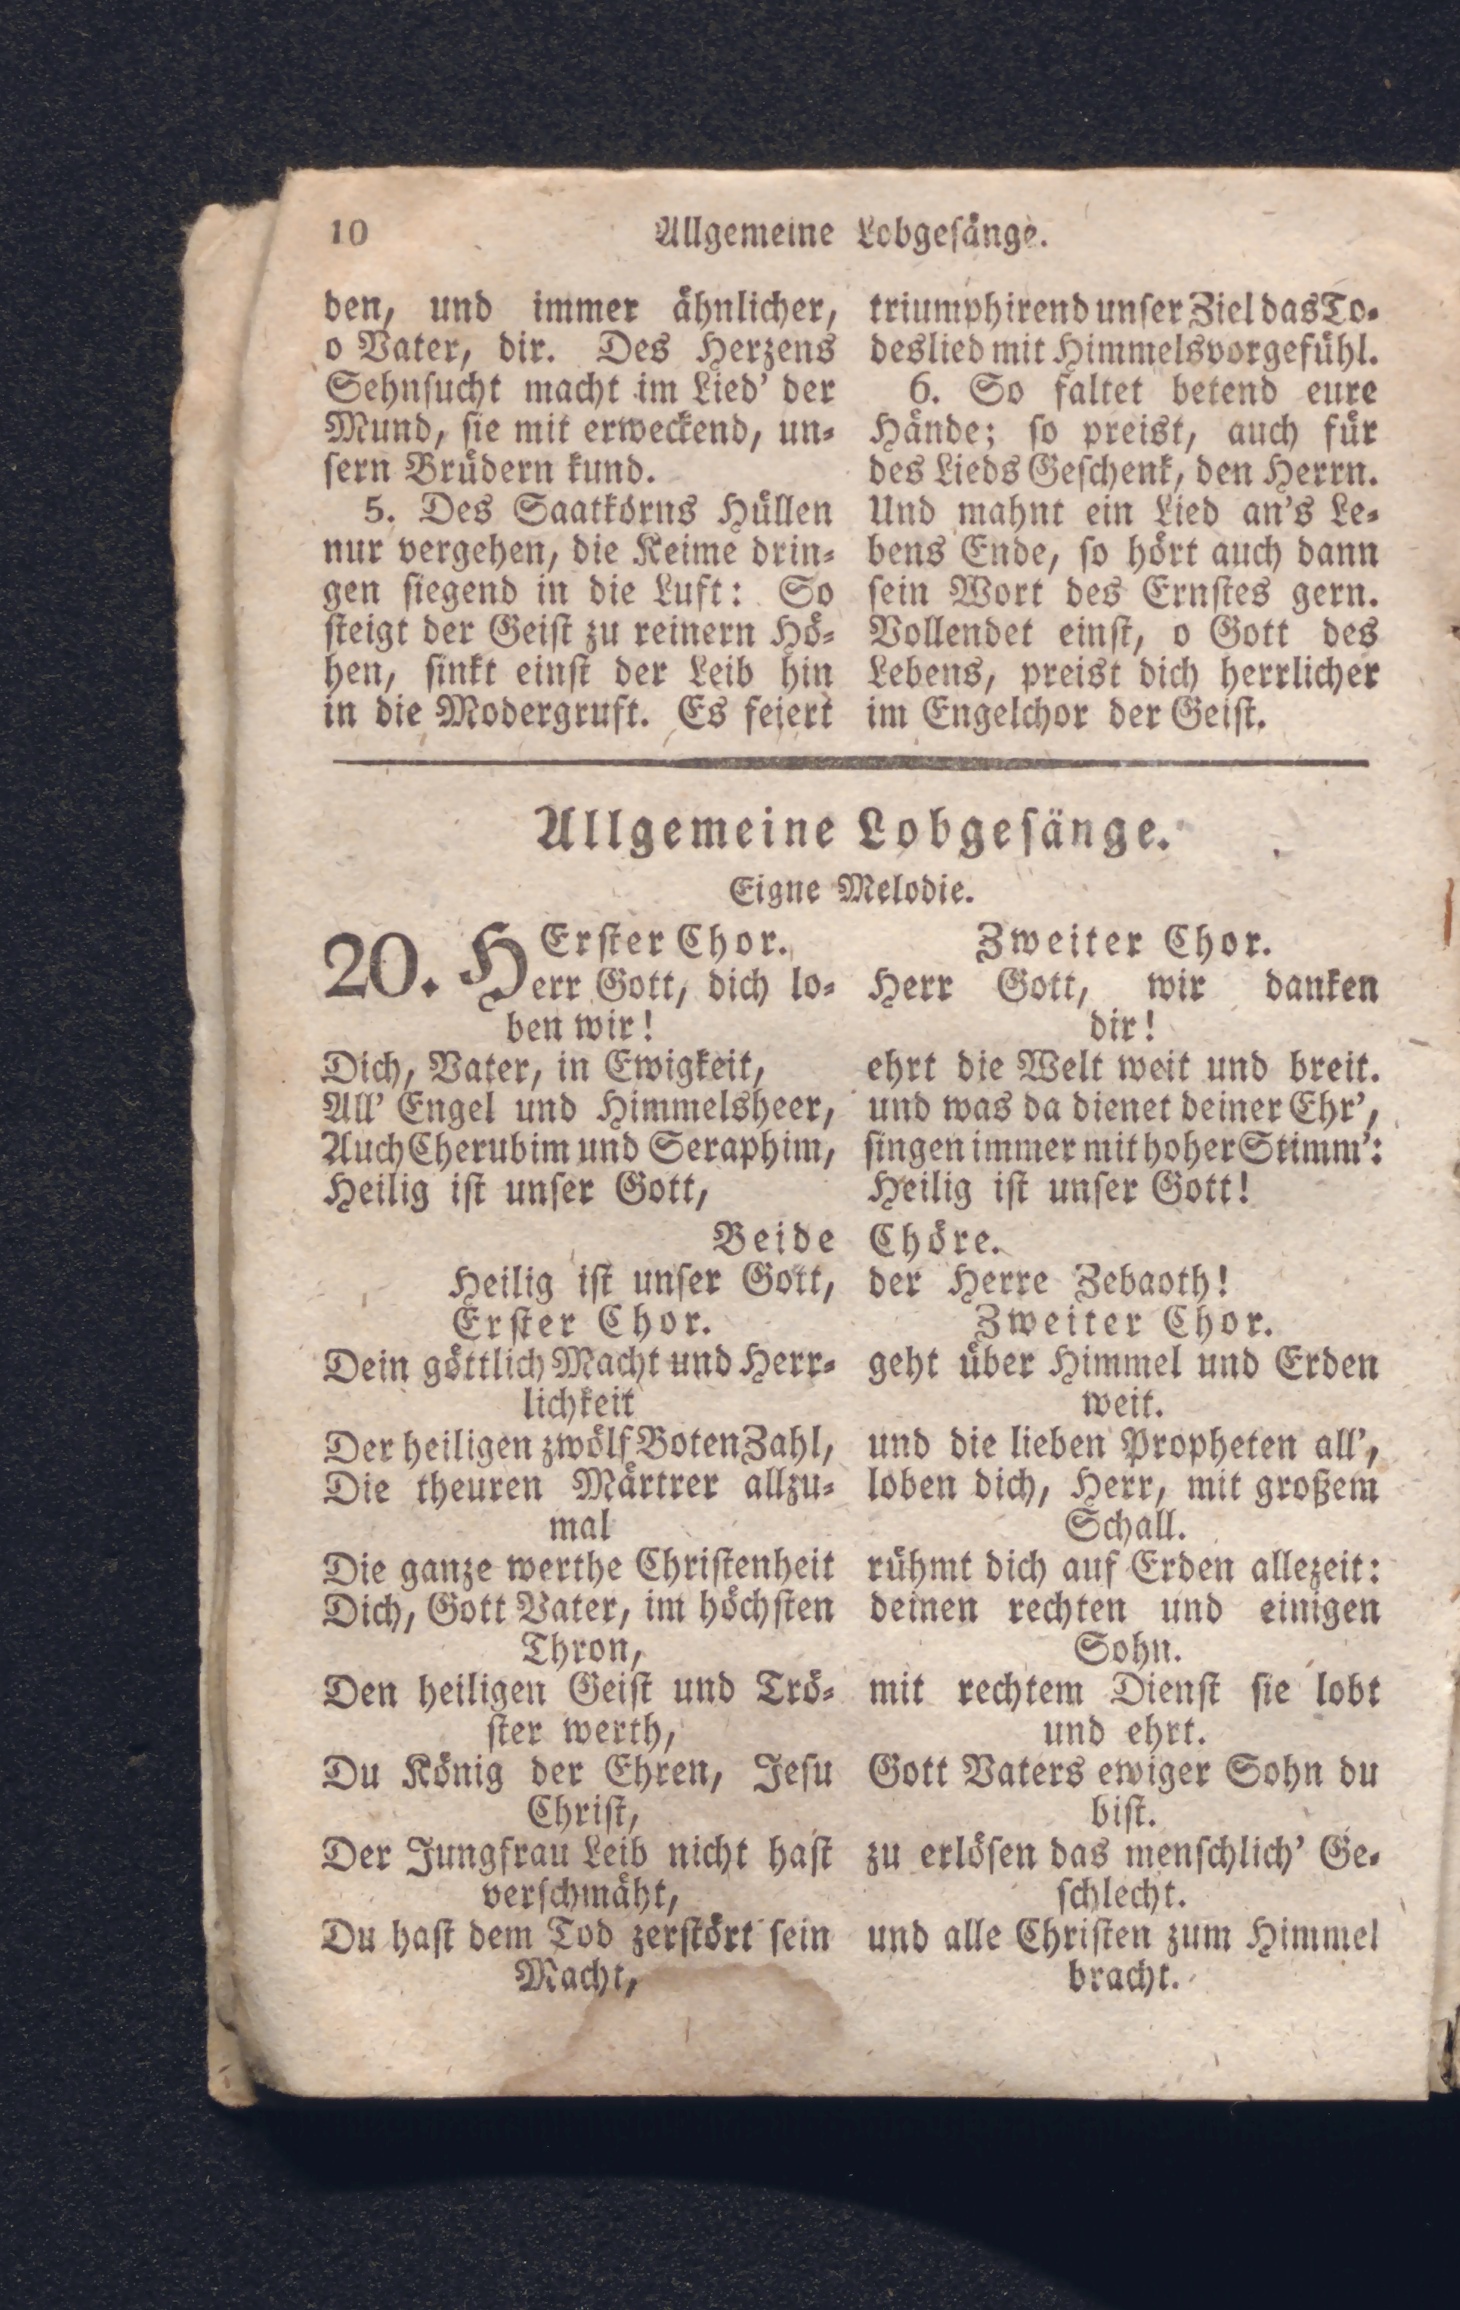 10 Allgemeine Lobgeſänge.
den, und immer ähnlicher,
o Vater, dir. Des Herzens
Sehnſucht macht im Lied' der
Mund, ſie mit erweckend, un-
ſern Brüdern kund.
5. Des Saatkörns Hüllen
nur vergehen, die Keime drin-
gen ſiegend in die Luft: So
ſteigt der Geiſt zu reinern Hö-
hen, ſinkt einſt der Leib hin
in die Modergruft. Es feiert
triumphirend unſer Ziel das To-
deslied mit Himmelsvorgefühl.
6. So faltet betend eure
Hände; ſo preist, auch für
des Lieds Geſchenk, den Herrn.
Und mahnt ein Lied an's Le-
bens Ende, ſo hört auch dann
ſein Wort des Ernſtes gern.
Vollendet einſt, o Gott des
Lebens, preist dich herrlicher
im Engelchor der Geiſt.
Allgemeine Lobgeſänge.
Eigne Melodie.
Erſter Chor. Zweiter Chor.
20. Herr Gott, dich lo- Herr Gott, wir danken
ben wir! dir!
Dich, Vater, in Ewigkeit, ehrt die Welt weit und breit.
All' Engel und Himmelsheer, und was da dienet deiner Ehr',
Auch Cherubim und Seraphim, ſingen immer mit hoher Stimm':
Heilig iſt unſer Gott, Heilig iſt unſer Gott!
Beide Chöre.
Heilig iſt unſer Gott, der Herre Zebaoth!
Erſter Chor. Zweiter Chor.
Dein göttlich Macht und Herr- geht über Himmel und Erden
lichkeit weit.
Der heiligen zwölf Boten Zahl, und die lieben Propheten all',
Die theuren Märtrer allzu- loben dich, Herr, mit großem
mal Schall.
Die ganze werthe Chriſtenheit rühmt dich auf Erden allezeit:
Dich, Gott Vater, im höchſten deinen rechten und einigen
Thron, Sohn.
Den heiligen Geiſt und Trö- mit rechtem Dienſt ſie lobt
ſter werth, und ehrt.
Du König der Ehren, Jeſu Gott Vaters ewiger Sohn du
Chriſt, biſt.
Der Jungfrau Leib nicht haſt zu erlöſen das menſchlich' Ge-
verſchmäht, ſchlecht.
Du haſt dem Tod zerſtört ſein und alle Chriſten zum Himmel
Macht, bracht.